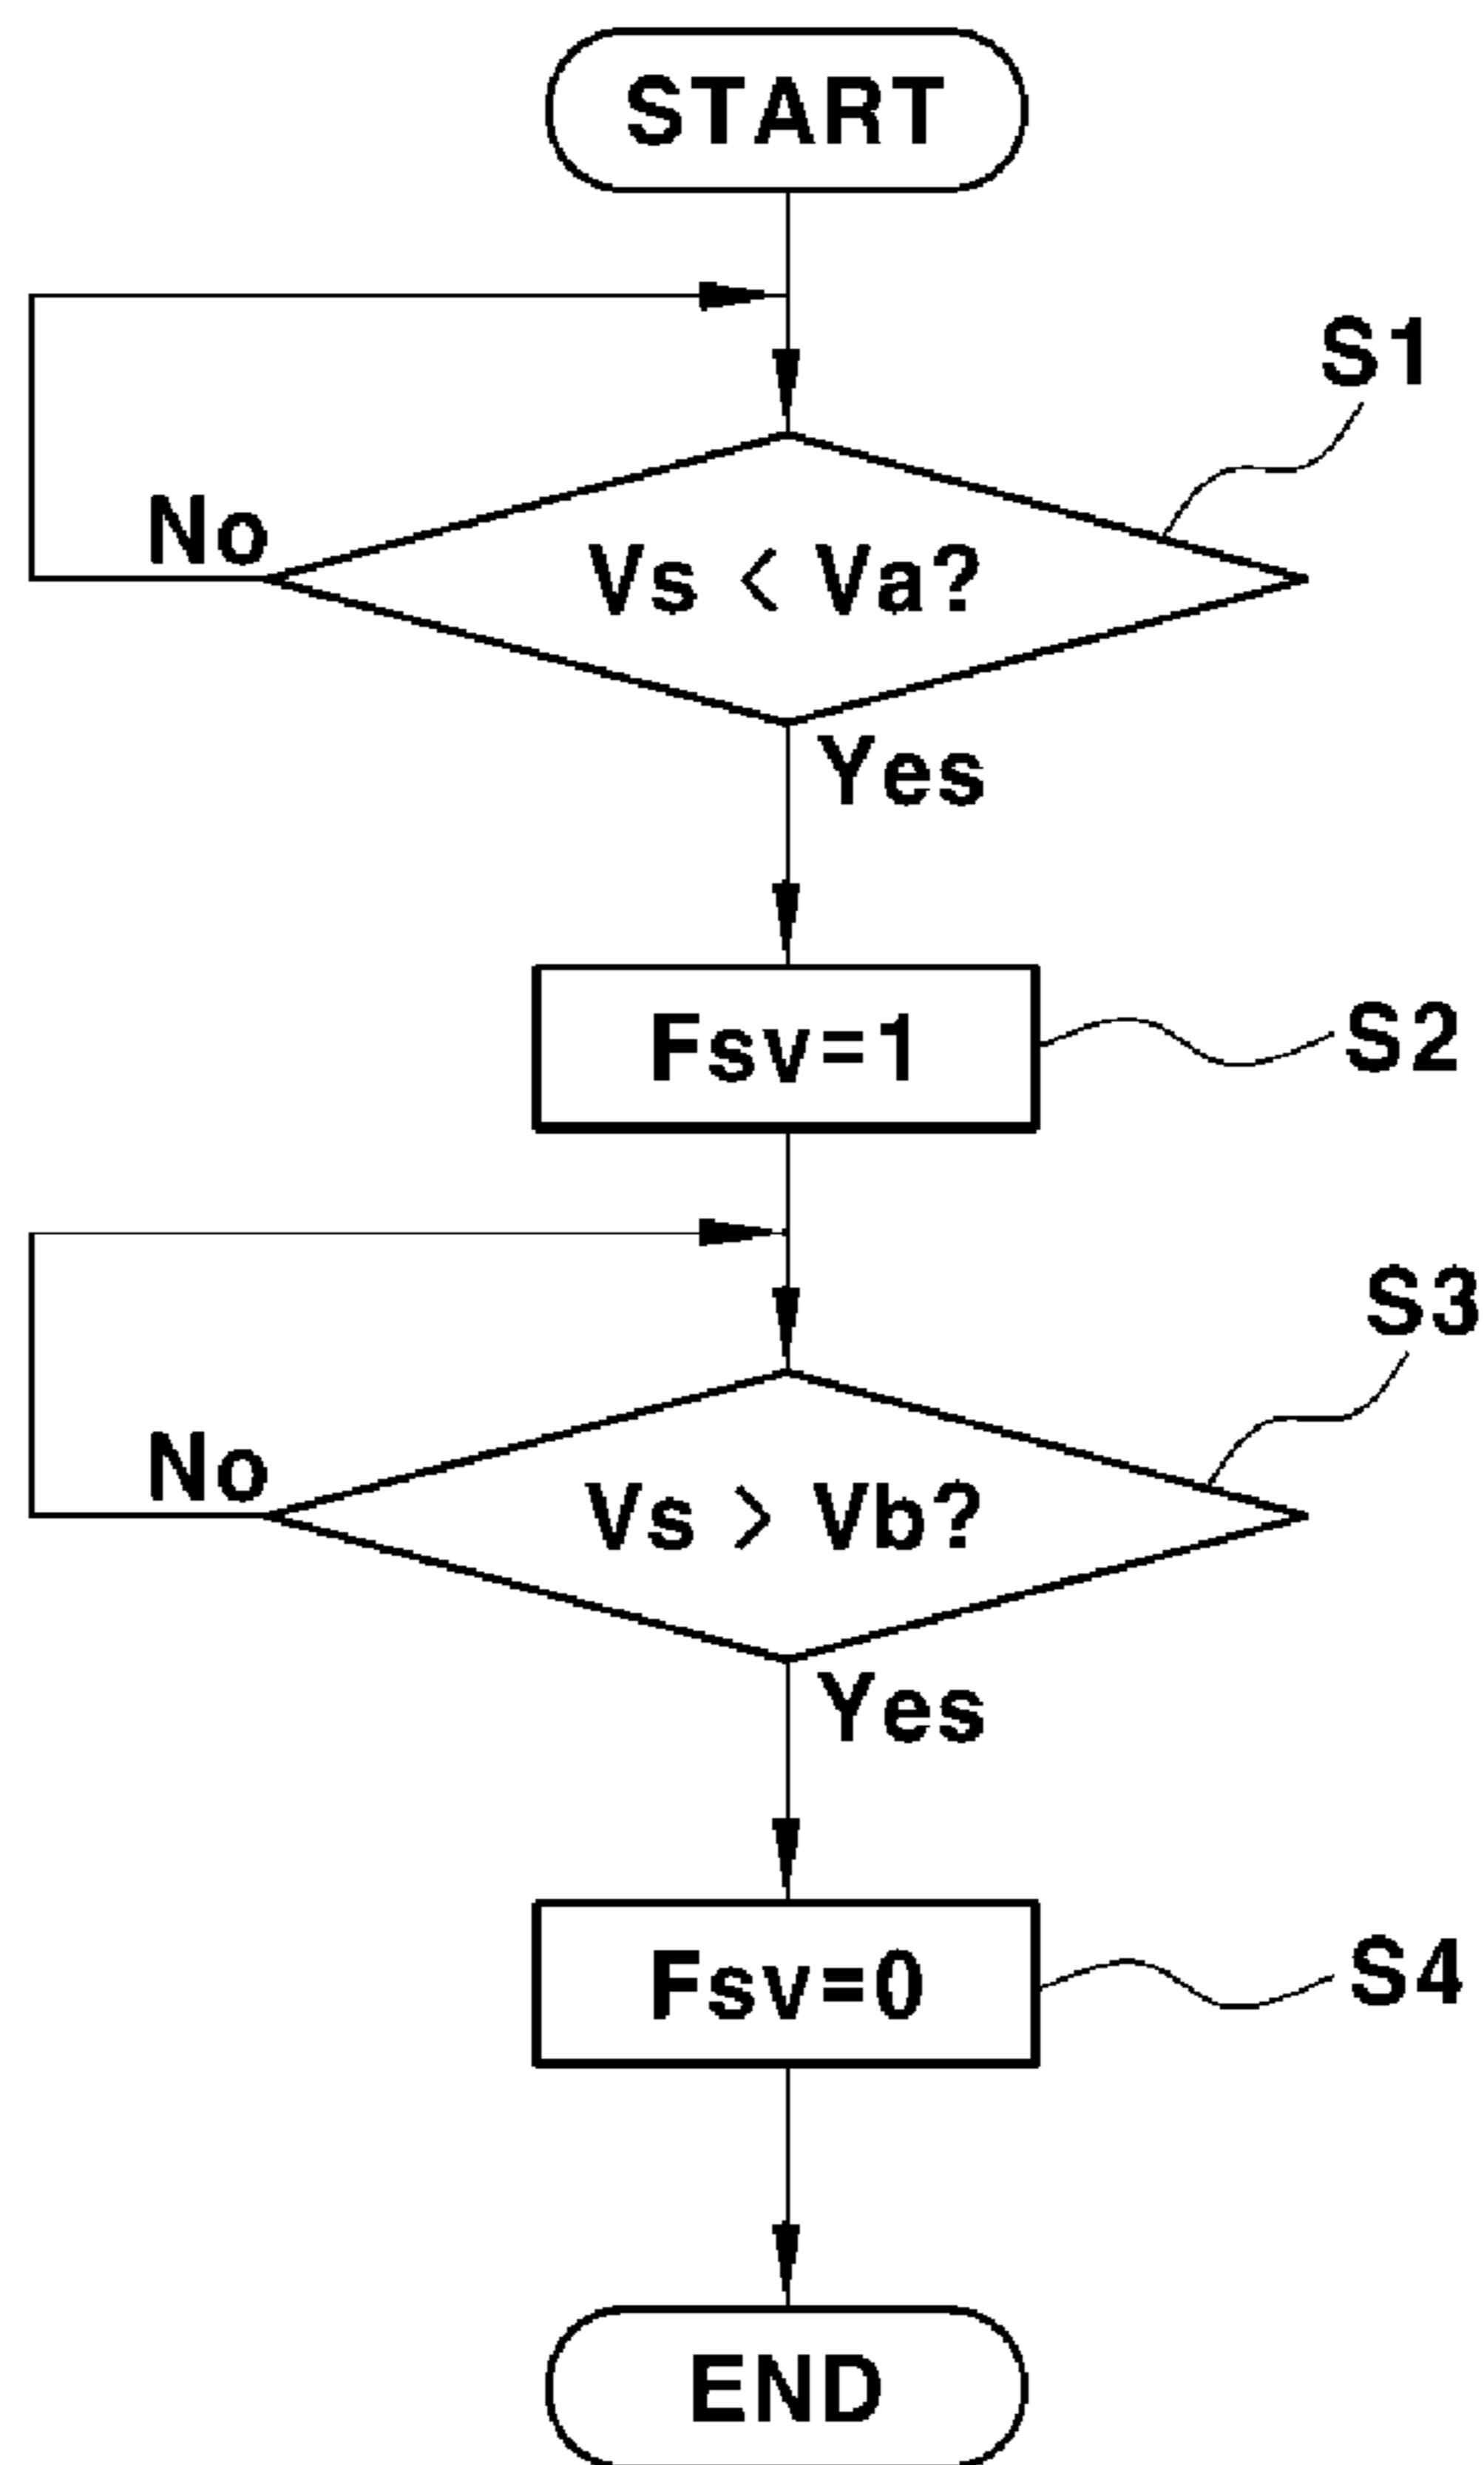 START
S1
No
Vs < Va?
Yes
Fsv=1
S2
S3
No
Vs > Vb?
Yes
Fsv=0
S4
END